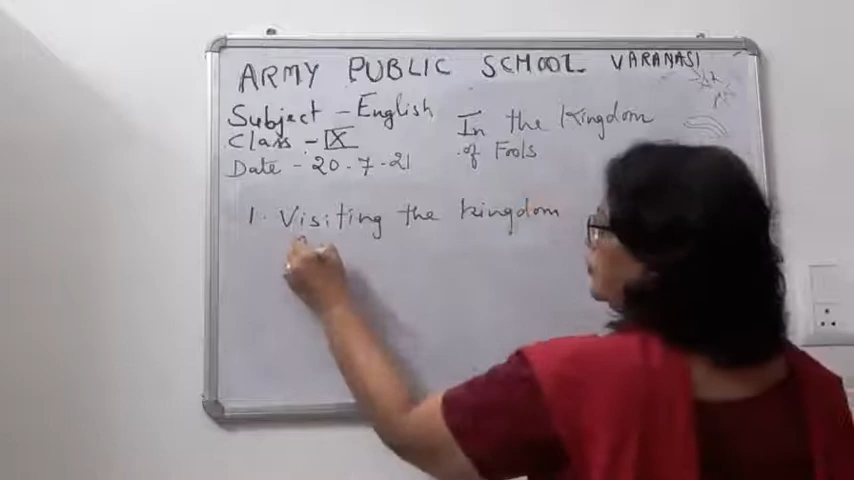 ARMY PUBLIC SCHOOL VARANASI
Subject - English
Class - IX
Date - 20.7.21
In the Kingdom
of Fools
1. Visiting the kingdom